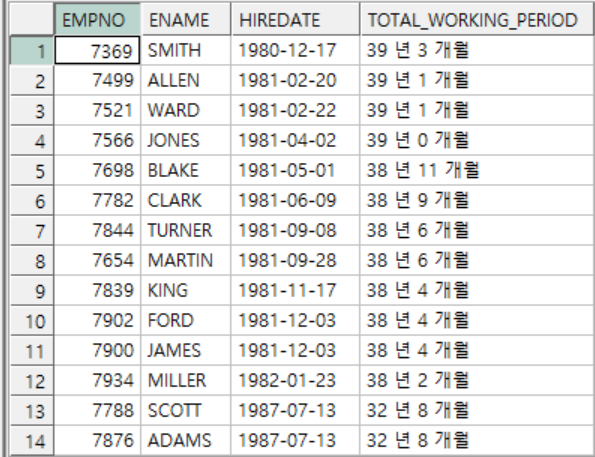 EMPNO ENAME HIREDATE TOTAL_WORKING_PERIOD
1 7369 SMITH 1980-12-17 39 년 3 개월
2 7499 ALLEN 1981-02-20 39 년 1 개월
3 7521 WARD 1981-02-22 39 년 1 개월
4 7566 JONES 1981-04-02 39 년 0 개월
5 7698 BLAKE 1981-05-01 38 년 11 개월
6 7782 CLARK 1981-06-09 38 년 9 개월
7 7844 TURNER 1981-09-08 38 년 6 개월
8 7654 MARTIN 1981-09-28 38 년 6 개월
9 7839 KING 1981-11-17 38 년 4 개월
10 7902 FORD 1981-12-03 38 년 4 개월
11 7900 JAMES 1981-12-03 38 년 4 개월
12 7934 MILLER 1982-01-23 38 년 2 개월
13 7788 SCOTT 1987-07-13 32 년 8 개월
14 7876 ADAMS 1987-07-13 32 년 8 개월